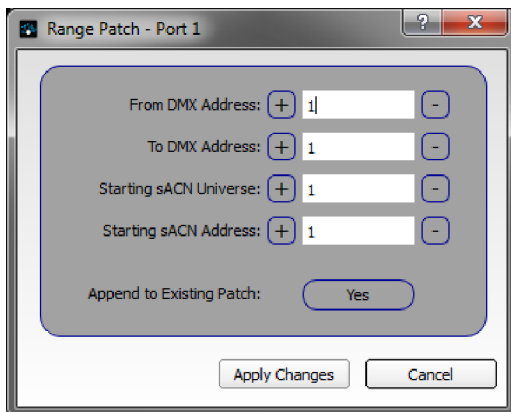 Range Patch - Port 1 ? X
From DMX Address: + 1 -
To DMX Address: + 1 -
Starting sACN Universe: + 1 -
Starting sACN Address: + 1 -
Append to Existing Patch: Yes
Apply Changes Cancel